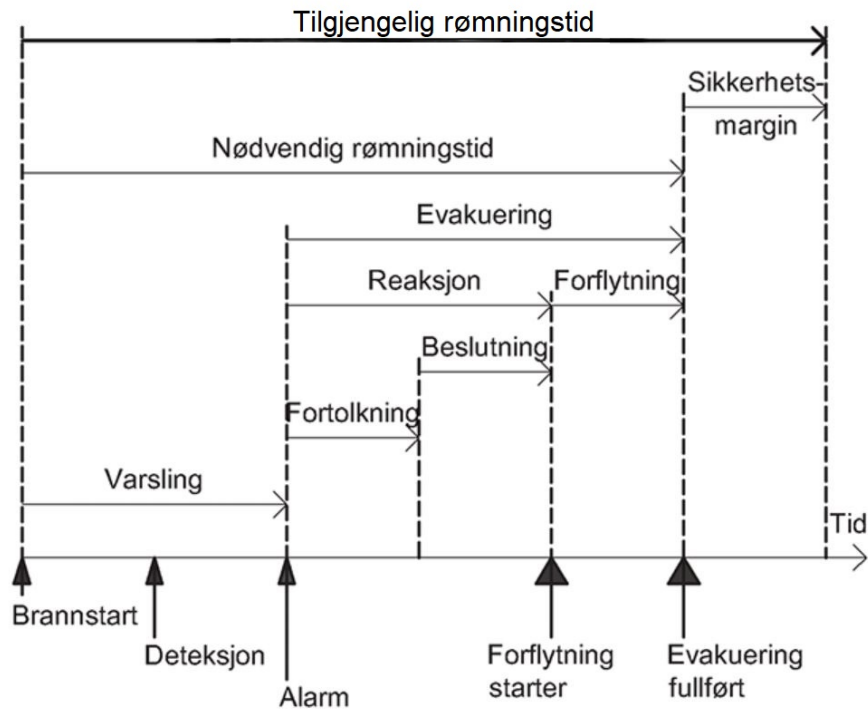 Tilgjengelig rømningstid
Sikkerhets-
margin
Nødvendig rømningstid
Evakuering
Reaksjon
Forflytning
Beslutning
Fortolkning
Varsling
Tid
Brannstart
Deteksjon
Alarm
Forflytning
starter
Evakuering
fullført